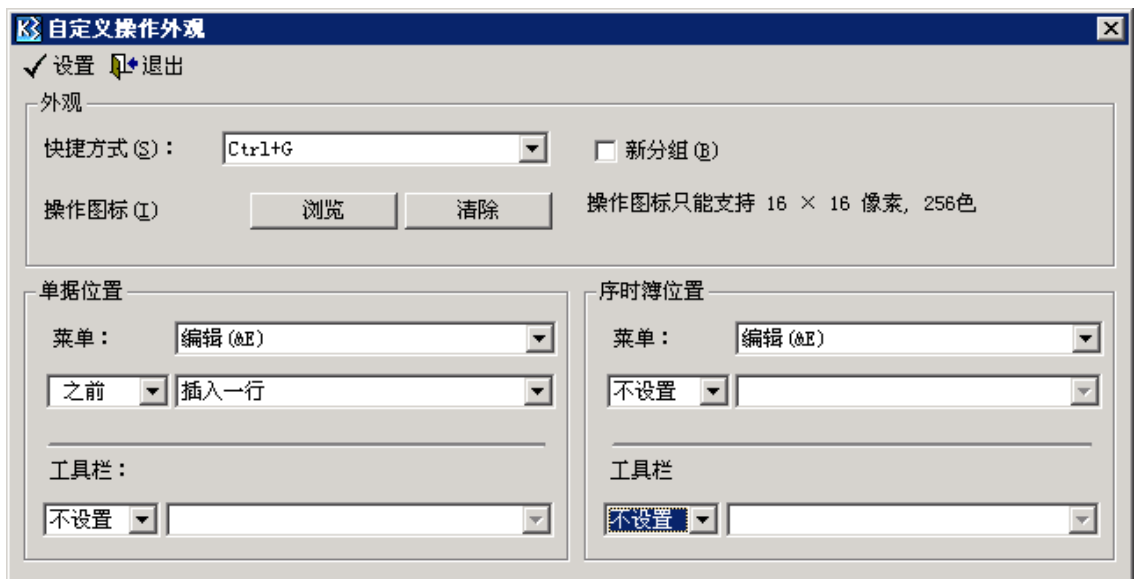 K3 自定义操作外观
设置 退出
外观
快捷方式(S)： Ctrl+G 新分组(B)
操作图标(I) 浏览 清除 操作图标只能支持 16 × 16 像素, 256色
单据位置 序时簿位置
菜单： 编辑(&E) 菜单： 编辑(&E)
之前 插入一行 不设置
工具栏： 工具栏
不设置 不设置